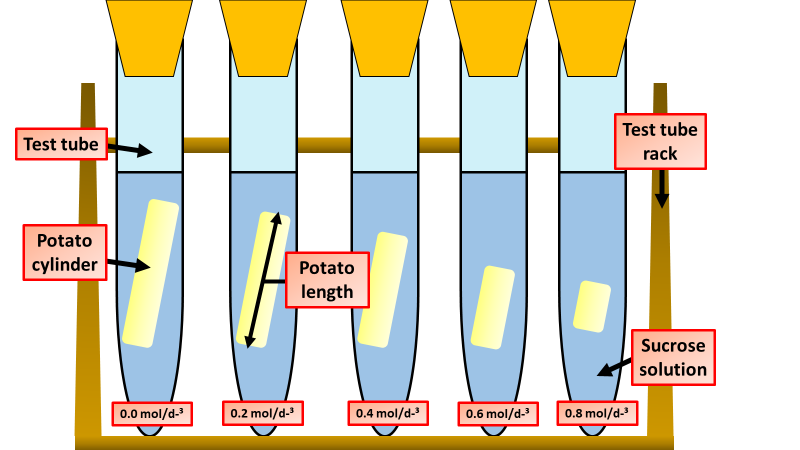 Test tube
Test tube
rack
Potato
cylinder
Potato
length
Sucrose
solution
0.0 mol/d-³
0.2 mol/d-³
0.4 mol/d-³
0.6 mol/d-³
0.8 mol/d-³